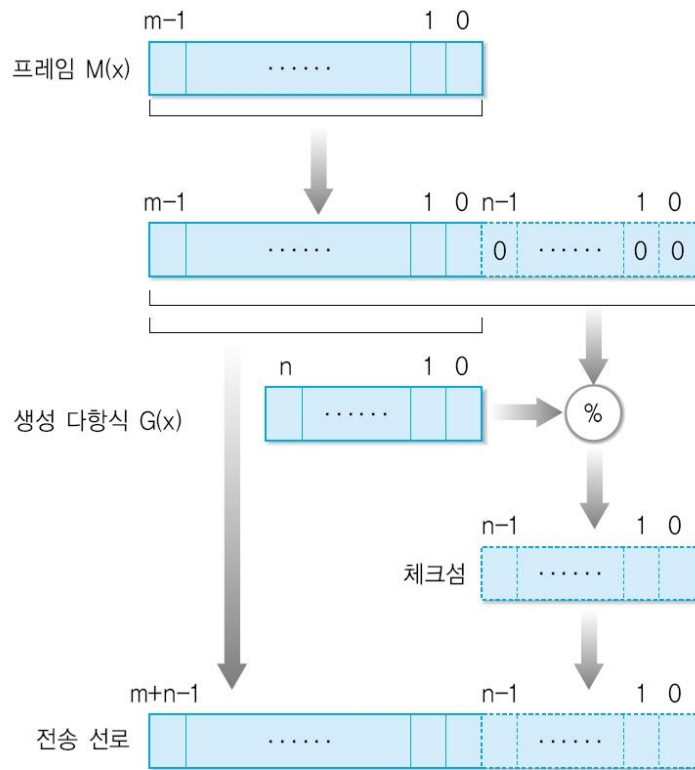 m-1 1 0
프레임 M(x) ······
m-1 1 0 n-1 1 0
······ 0 ······ 0 0
n 1 0
생성 다항식 G(x) ······ %
n-1 1 0
체크섬 ······
m+n-1 n-1 1 0
전송 선로 ······ ······